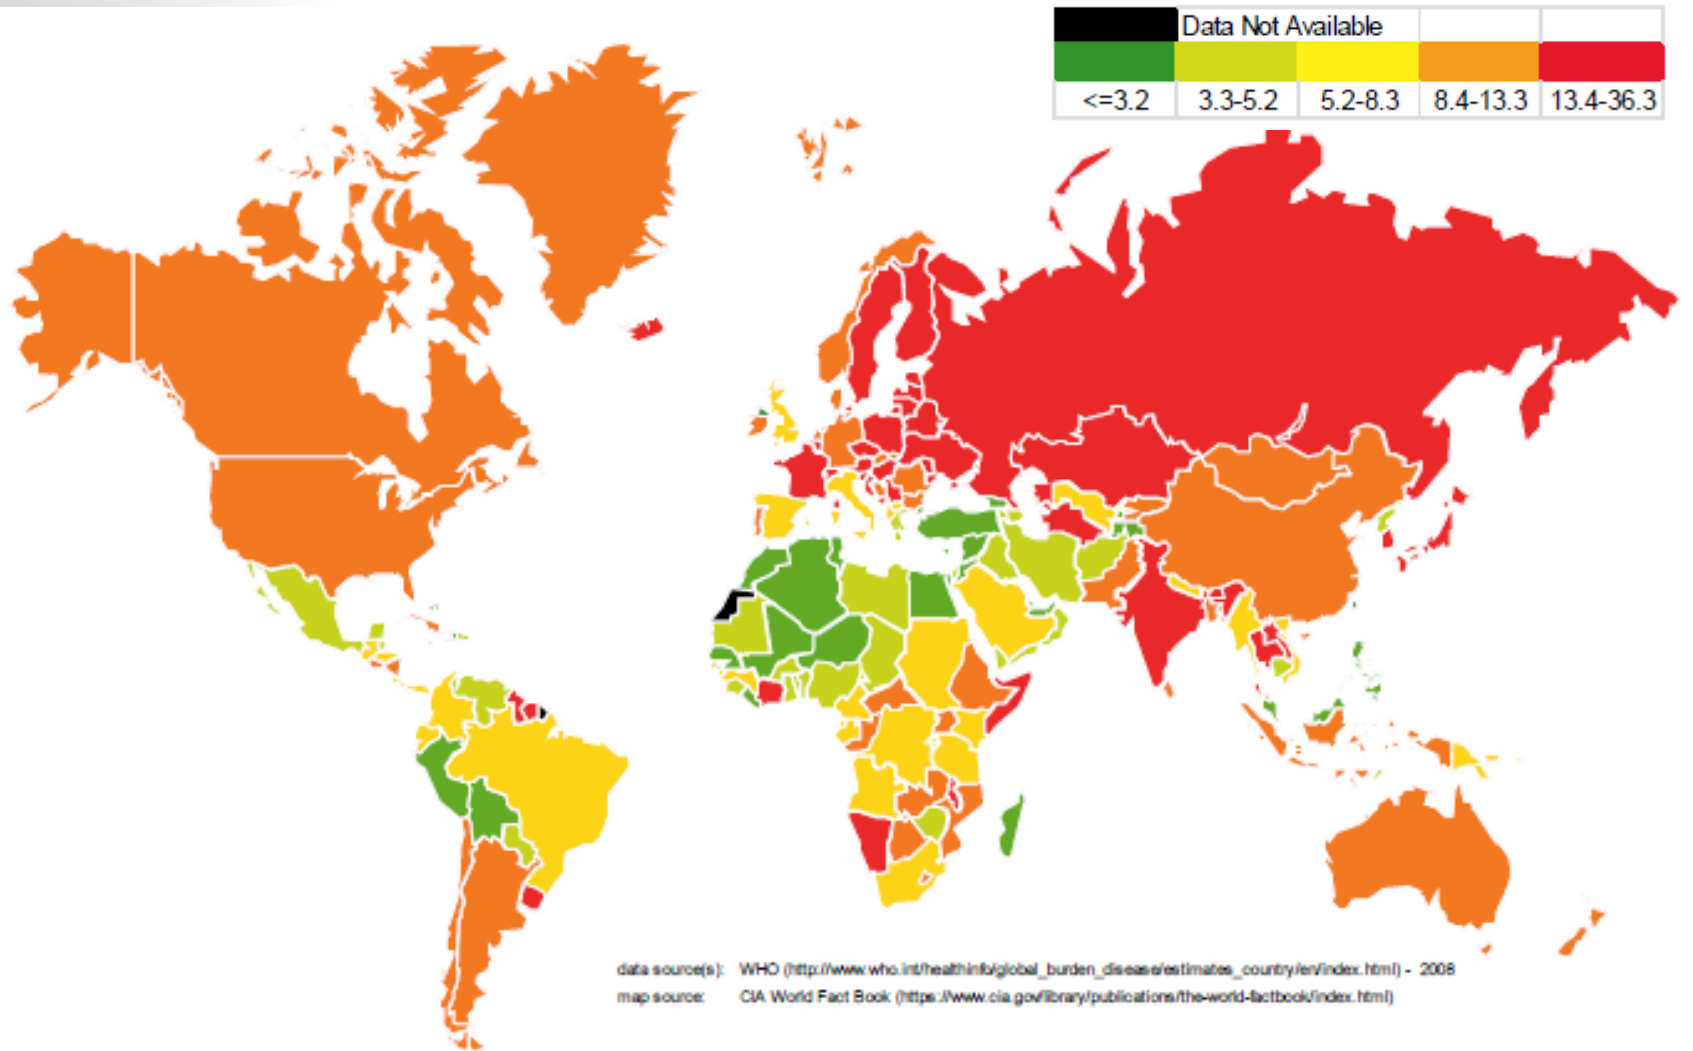 Data Not Available
<=3.2 3.3-5.2 5.2-8.3 8.4-13.3 13.4-36.3
data source(s): WHO (http://www.who.int/healthinfo/global_burden_disease/estimates_country/en/index.html) - 2008
map source: CIA World Fact Book (https://www.cia.gov/library/publications/the-world-factbook/index.html)